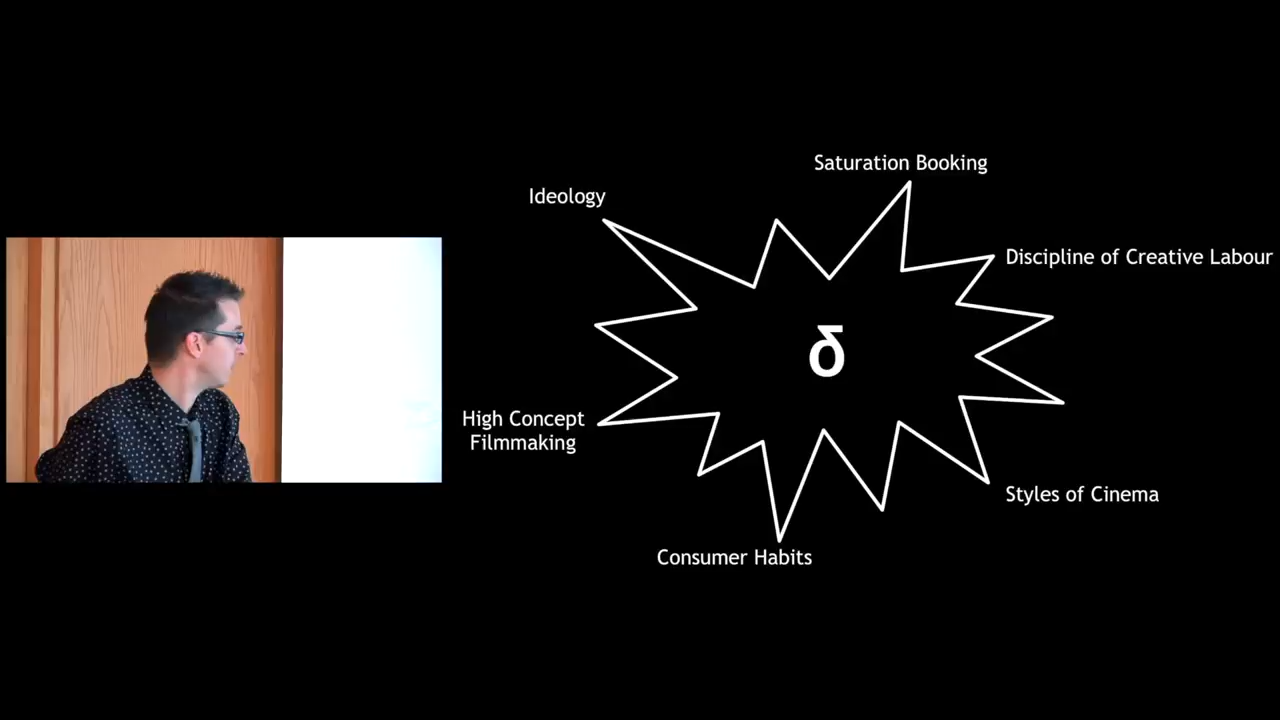 Saturation Booking
Ideology
Discipline of Creative Labour
δ
High Concept
Filmmaking
Styles of Cinema
Consumer Habits